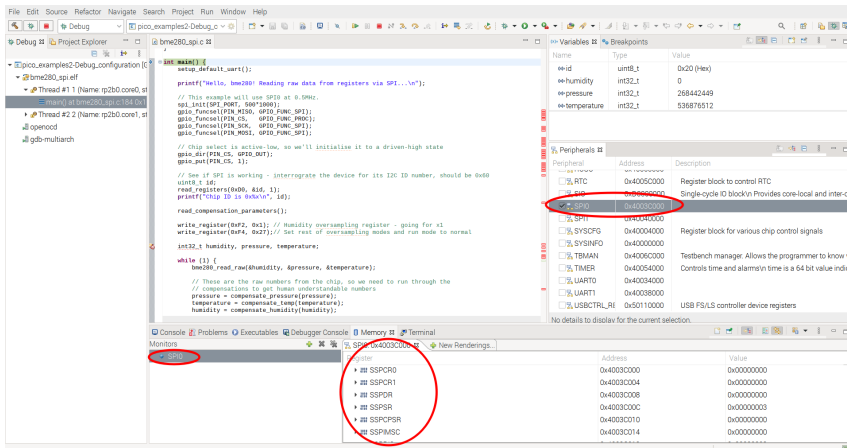 File Edit Source Refactor Navigate Search Project Run Window Help
Debug
pico_examples2-Debug_c
Debug
Project Explorer
pico_examples2-Debug_configuration [G
bme280_spi.elf
Thread #1 1 (Name: rp2b0.core0, st
main() at bme280_spi.c:184 0x1
Thread #2 2 (Name: rp2b0.core1, st
openocd
gdb-multiarch
bme280_spi.c
int main() {
setup_default_uart();
printf("Hello, bme280! Reading raw data from registers via SPI...\n");
// This example will use SPI0 at 0.5MHz.
spi_init(SPI_PORT, 500*1000);
gpio_funcsel(PIN_MISO, GPIO_FUNC_SPI);
gpio_funcsel(PIN_CS, GPIO_FUNC_PROC);
gpio_funcsel(PIN_SCK, GPIO_FUNC_SPI);
gpio_funcsel(PIN_MOSI, GPIO_FUNC_SPI);
// Chip select is active-low, so we'll initialise it to a driven-high state
gpio_dir(PIN_CS, GPIO_OUT);
gpio_put(PIN_CS, 1);
// See if SPI is working - interrograte the device for its I2C ID number, should be 0x60
uint8_t id;
read_registers(0xD0, &id, 1);
printf("Chip ID is 0x%x\n", id);
read_compensation_parameters();
write_register(0xF2, 0x1); // Humidity oversampling register - going for x1
write_register(0xF4, 0x27);// Set rest of oversampling modes and run mode to normal
int32_t humidity, pressure, temperature;
while (1) {
bme280_read_raw(&humidity, &pressure, &temperature);
// These are the raw numbers from the chip, so we need to run through the
// compensations to get human understandable numbers
pressure = compensate_pressure(pressure);
temperature = compensate_temp(temperature);
humidity = compensate_humidity(humidity);
Variables
Breakpoints
Name Type Value
id uint8_t 0x20 (Hex)
humidity int32_t 0
pressure int32_t 268442449
temperature int32_t 536876512
Peripherals
Peripheral Address Description
RTC 0x4005C000 Register block to control RTC
SIO Single-cycle IO block\n Provides core-local and inter-c
SPI0 0x4003C000
SPI1 0x40040000
SYSCFG 0x40004000 Register block for various chip control signals
SYSINFO 0x40000000
TBMAN 0x4006C000 Testbench manager. Allows the programmer to know
TIMER 0x40054000 Controls time and alarms\n time is a 64 bit value indic
UART0 0x40034000
UART1 0x40038000
USBCTRL_RE 0x50110000 USB FS/LS controller device registers
No details to display for the current selection.
Console Problems Executables Debugger Console Memory Terminal
Monitors
SPI0
SPI0: 0x4003C000
New Renderings...
Register Address Value
SSPCR0 0x4003C000 0x00000000
SSPCR1 0x4003C004 0x00000000
SSPDR 0x4003C008 0x00000000
SSPSR 0x4003C00C 0x00000003
SSPCPSR 0x4003C010 0x00000000
SSPIMSC 0x4003C014 0x00000000